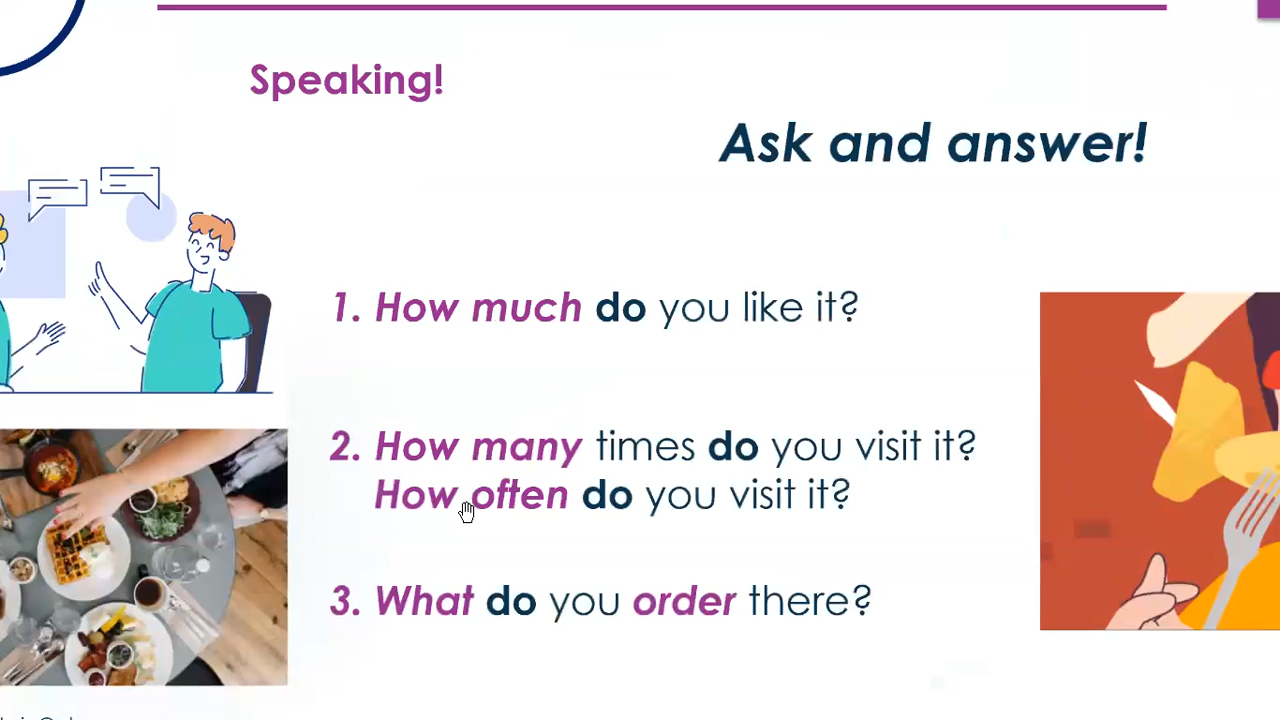 Speaking!
Ask and answer!
1. How much do you like it?
2. How many times do you visit it?
How often do you visit it?
3. What do you order there?